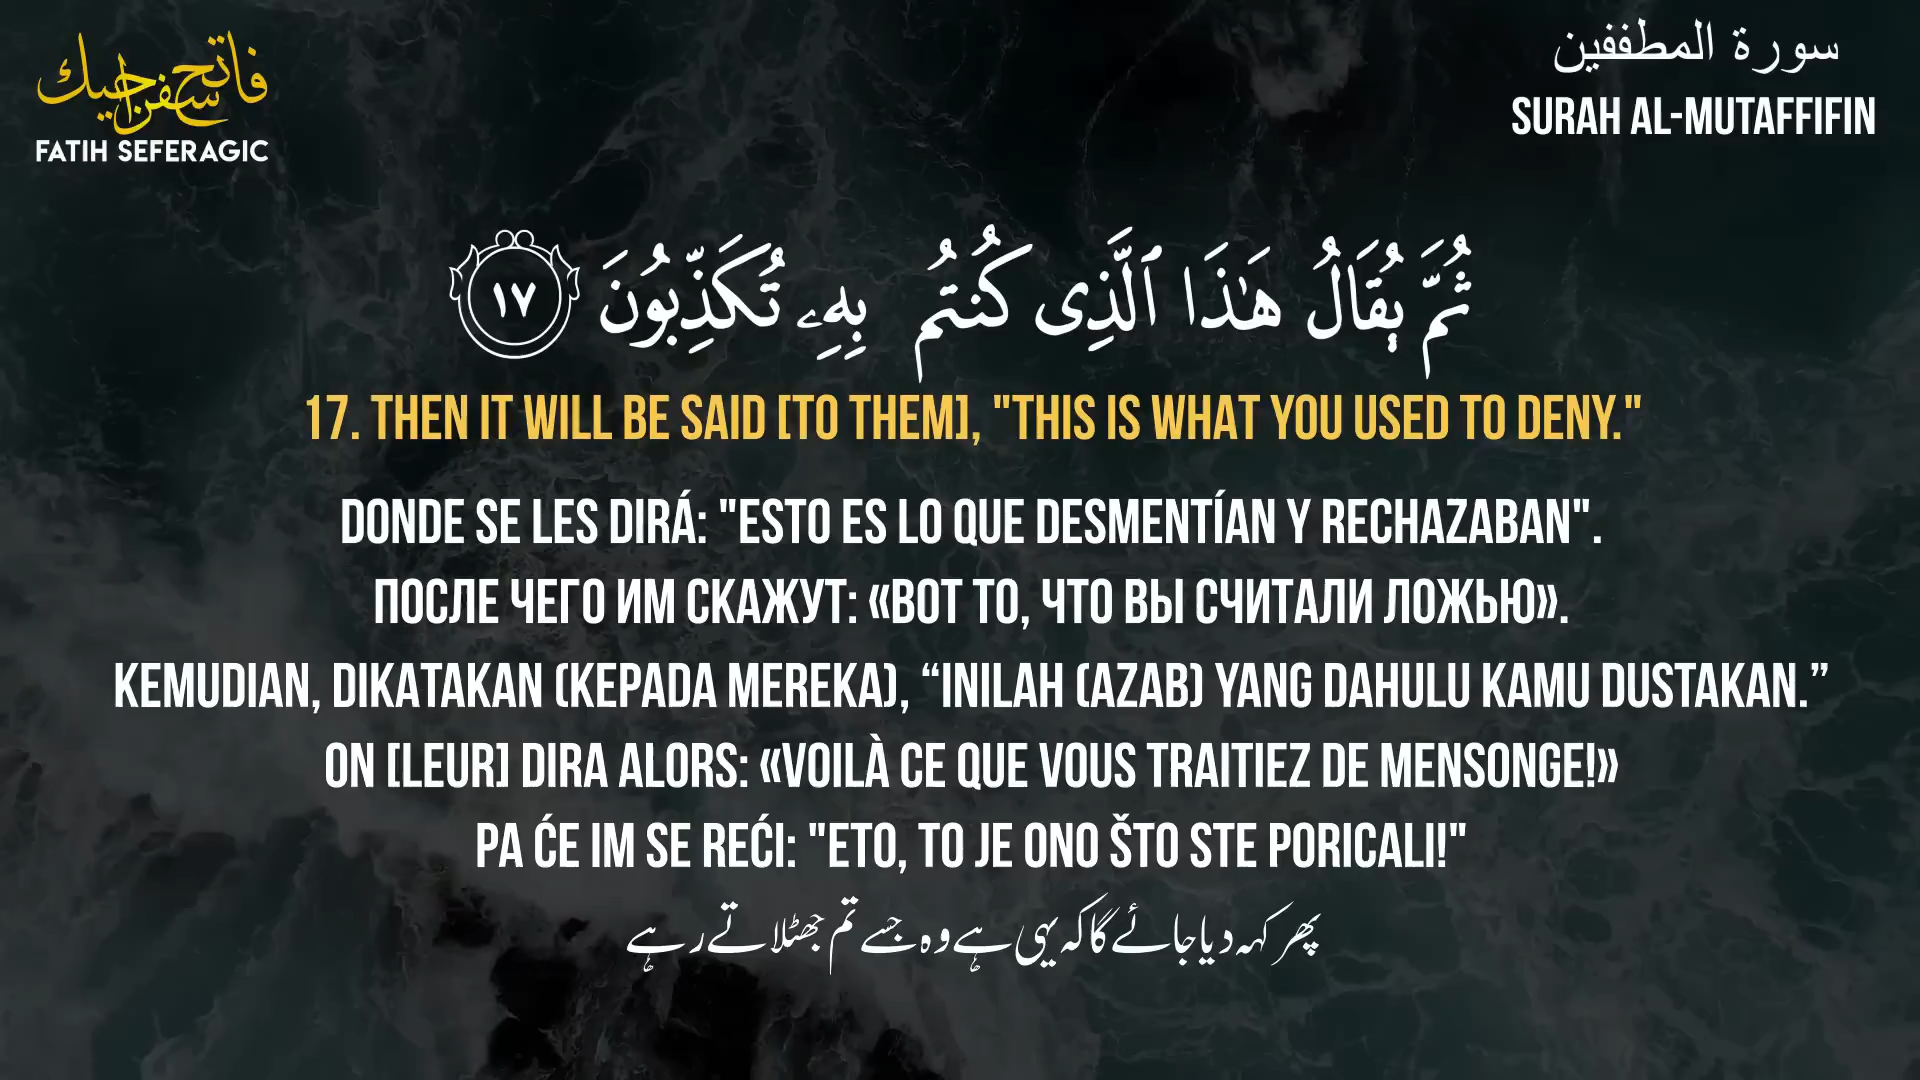 فاتح سفراجيك
FATIH SEFERAGIC
سورة المطففين
SURAH AL-MUTAFFIFIN
ثُمَّ يُقَالُ هَٰذَا ٱلَّذِى كُنتُم بِهِۦ تُكَذِّبُونَ ١٧
17. THEN IT WILL BE SAID [TO THEM], "THIS IS WHAT YOU USED TO DENY."
DONDE SE LES DIRÁ: "ESTO ES LO QUE DESMENTÍAN Y RECHAZABAN".
ПОСЛЕ ЧЕГО ИМ СКАЖУТ: «ВОТ ТО, ЧТО ВЫ СЧИТАЛИ ЛОЖЬЮ».
KEMUDIAN, DIKATAKAN (KEPADA MEREKA), “INILAH (AZAB) YANG DAHULU KAMU DUSTAKAN.”
ON [LEUR] DIRA ALORS: «VOILÀ CE QUE VOUS TRAITIEZ DE MENSONGE!»
PA ĆE IM SE REĆI: "ETO, TO JE ONO ŠTO STE PORICALI!"
پھر کہہ دیا جائے گا کہ یہی ہے وہ جسے تم جھٹلاتے رہے